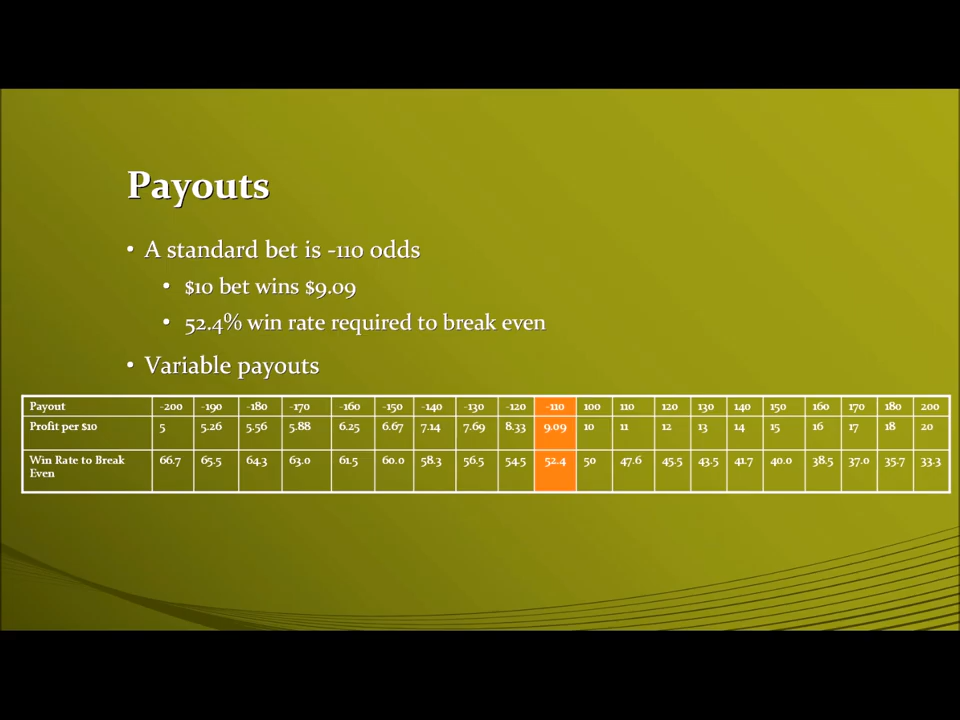 Payouts
• A standard bet is -110 odds
• $10 bet wins $9.09
• 52.4% win rate required to break even
• Variable payouts
Payout -200 -190 -180 -170 -160 -150 -140 -130 -120 -110 100 110 120 130 140 150 160 170 180 200
Profit per $10 5 5.26 5.56 5.88 6.25 6.67 7.14 7.69 8.33 9.09 10 11 12 13 14 15 16 17 18 20
Win Rate to Break 66.7 65.5 64.3 63.0 61.5 60.0 58.3 56.5 54.5 52.4 50 47.6 45.5 43.5 41.7 40.0 38.5 37.0 35.7 33.3
Even